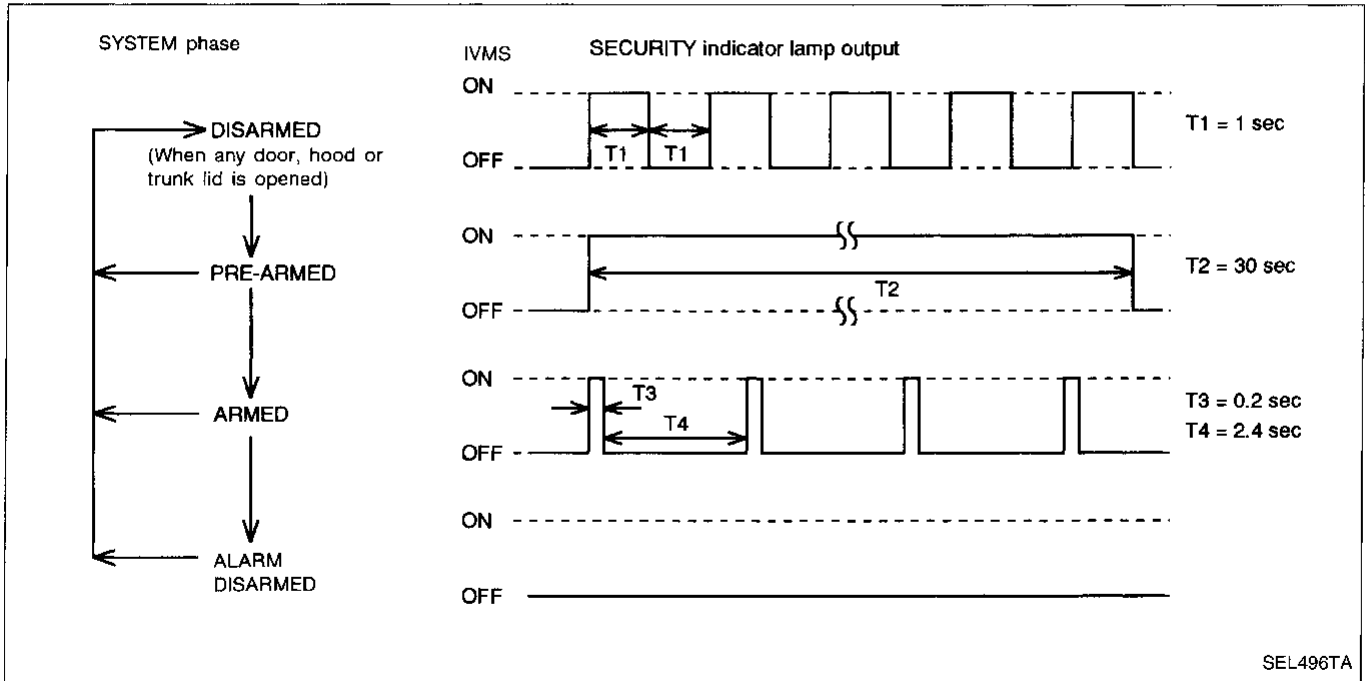 SYSTEM phase
DISARMED
(When any door, hood or
trunk lid is opened)
PRE-ARMED
ARMED
ALARM
DISARMED
IVMS
SECURITY indicator lamp output
ON
OFF
T1
T1
T1 = 1 sec
ON
OFF
T2
T2 = 30 sec
ON
OFF
T3
T4
T3 = 0.2 sec
T4 = 2.4 sec
ON
OFF
SEL496TA